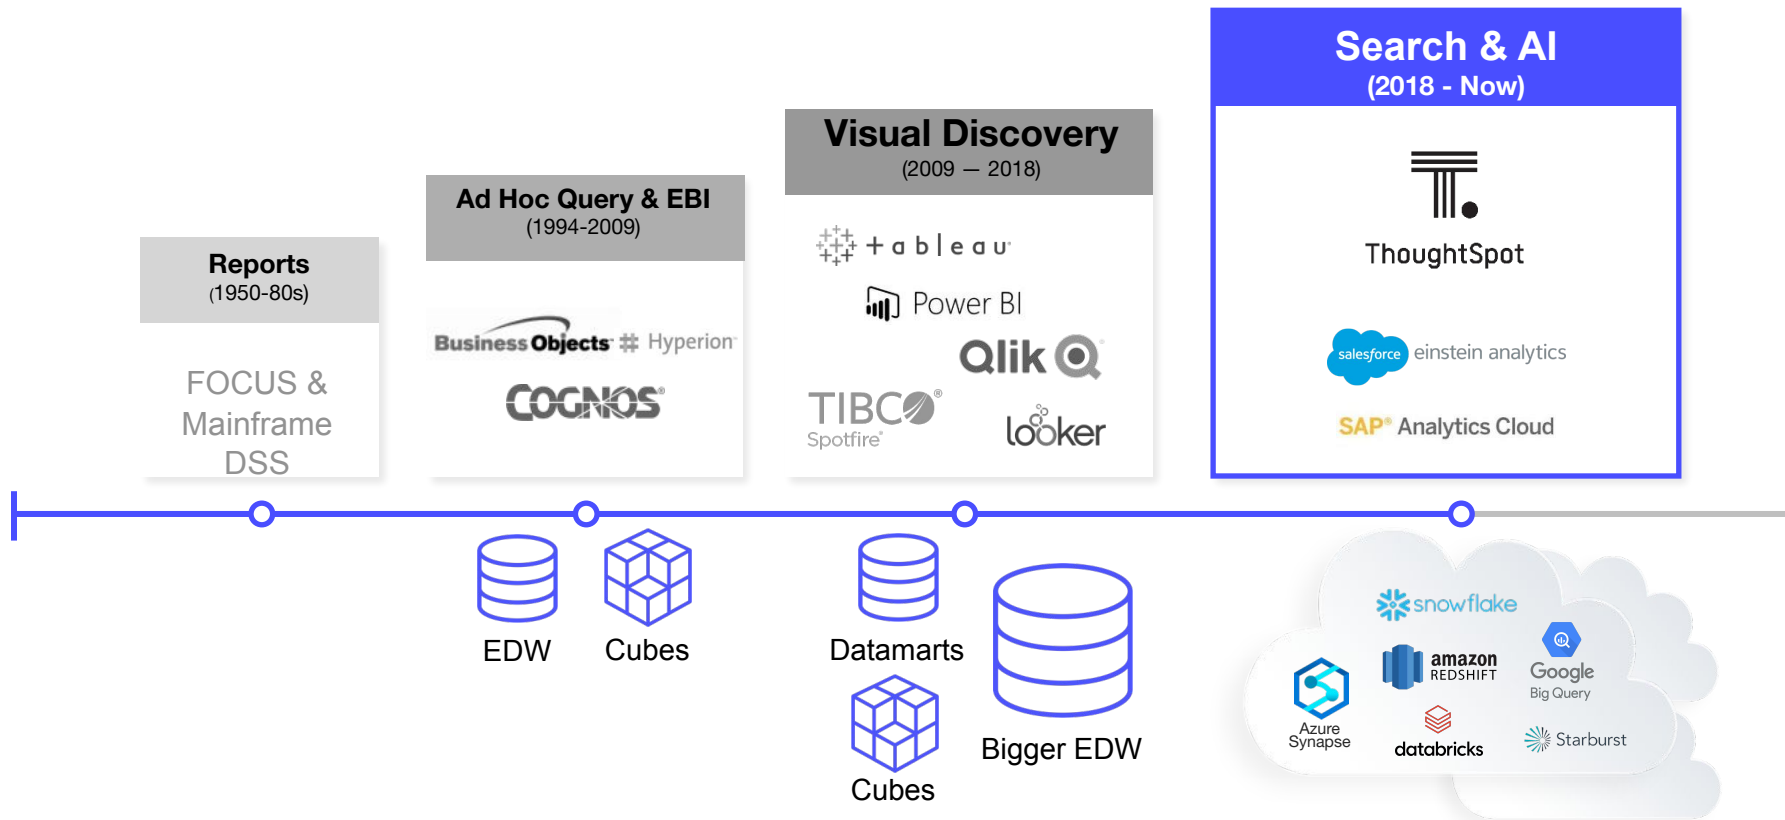 Reports
(1950-80s)
FOCUS &
Mainframe
DSS
Ad Hoc Query & EBI
(1994-2009)
Business Objects
Hyperion
COGNOS®
Visual Discovery
(2009 — 2018)
+ a b l e a u
Power BI
Qlik
TIBCO®
Spotfire®
looker
Search & AI
(2018 - Now)
T.
ThoughtSpot
salesforce einstein analytics
SAP® Analytics Cloud
EDW
Cubes
Datamarts
Cubes
Bigger EDW
snowflake
amazon
REDSHIFT
Google
Big Query
Azure
Synapse
databricks
Starburst